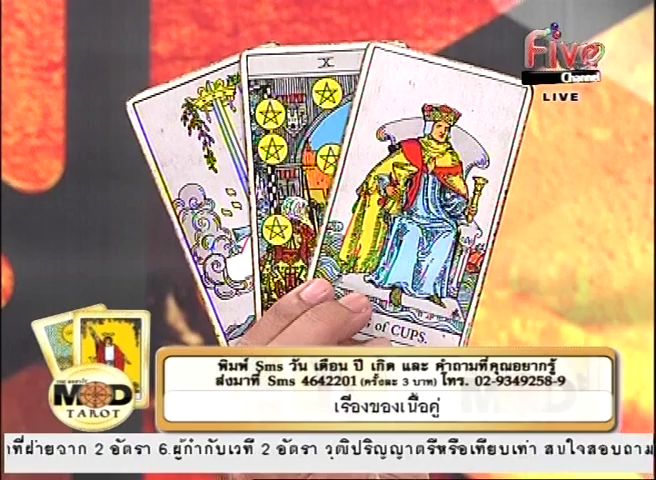 Five
Channel
LIVE
X
of CUPS.
พิมพ์ Sms วัน เดือน ปี เกิด และ คำถามที่คุณอยากรู้
ส่งมาที่ Sms 4642201 (ครั้งละ 3 บาท) โทร. 02-9349258-9
เรื่องของเนื้อคู่
MOD
TAROT
าที่ฝ่ายฉาก 2 อัตรา 6.ผู้กำกับเวที 2 อัตรา วุฒิปริญญาตรีหรือเทียบเท่า สนใจสอบถาม